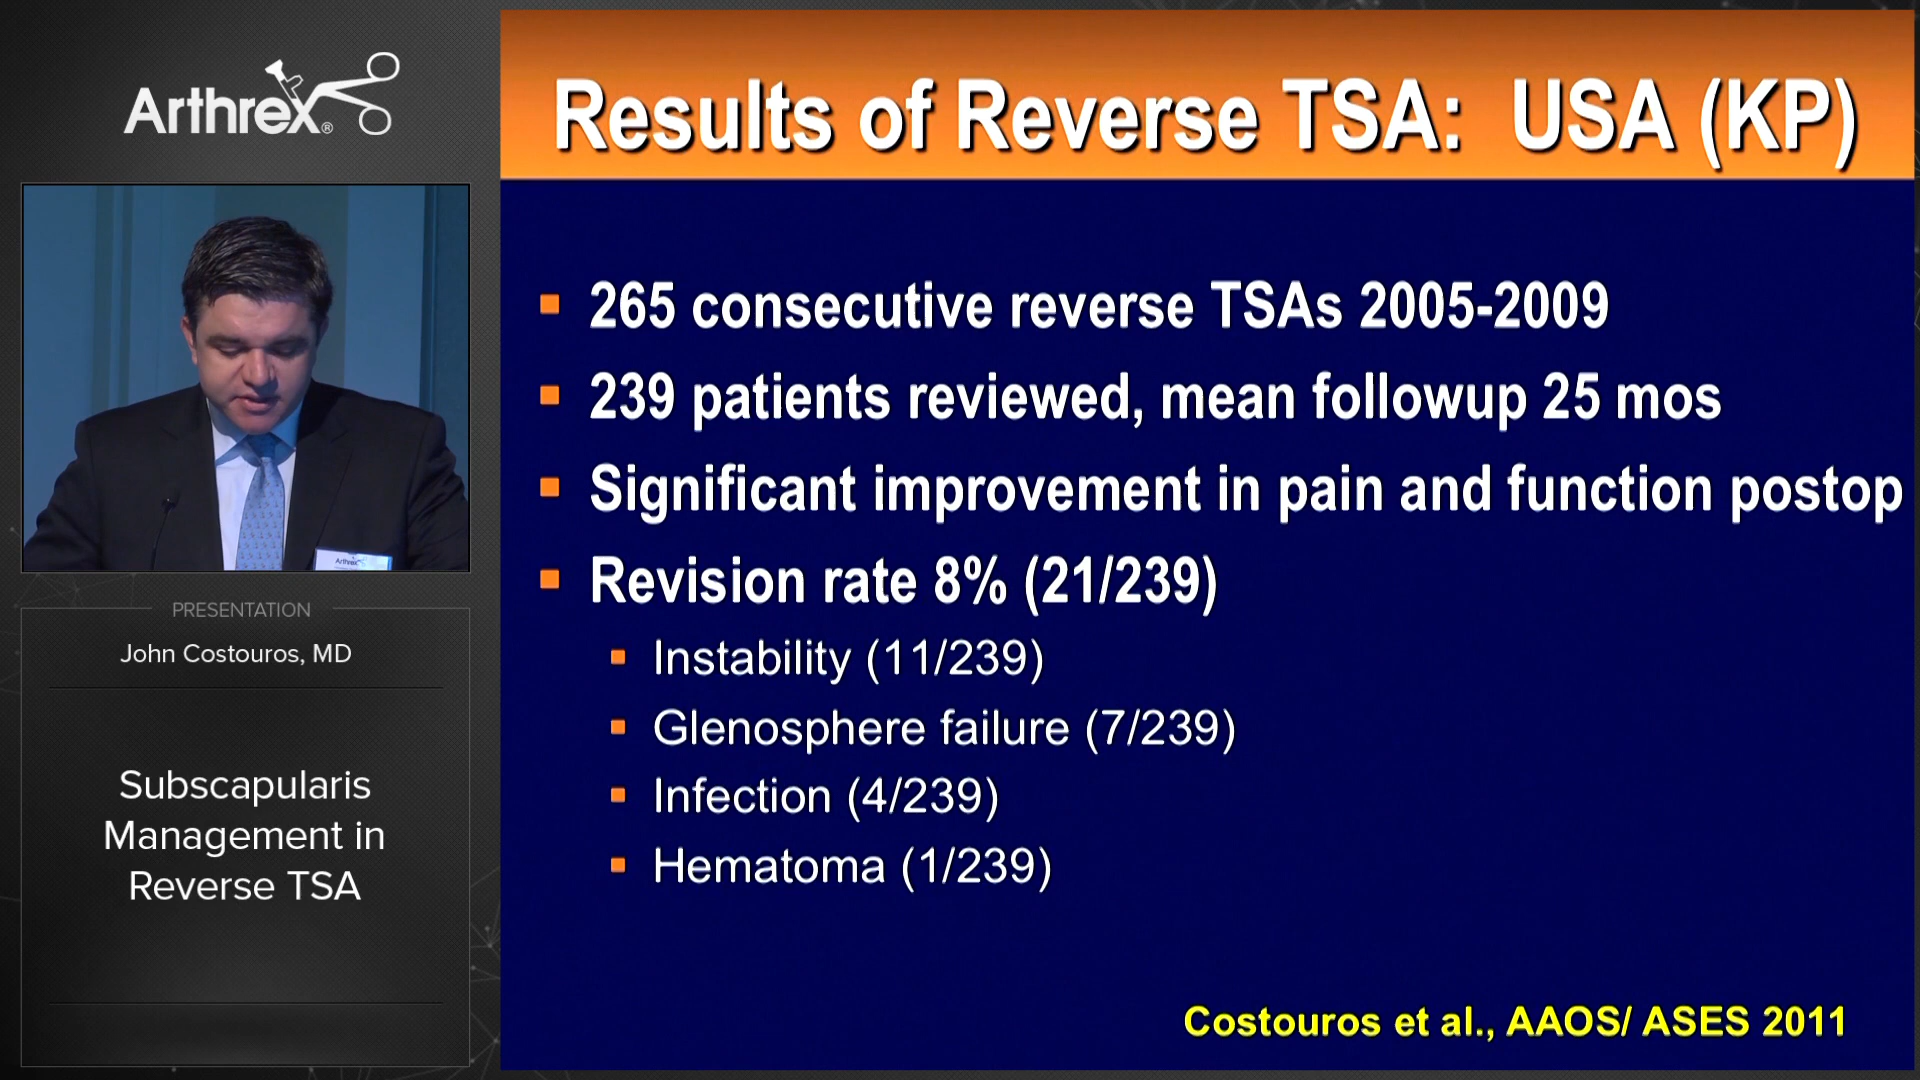 Arthrex®
Results of Reverse TSA: USA (KP)
265 consecutive reverse TSAs 2005-2009
239 patients reviewed, mean followup 25 mos
Significant improvement in pain and function postop
Revision rate 8% (21/239)
Instability (11/239)
Glenosphere failure (7/239)
Infection (4/239)
Hematoma (1/239)
Costouros et al., AAOS/ ASES 2011
Arthrex
PRESENTATION
John Costouros, MD
Subscapularis
Management in
Reverse TSA